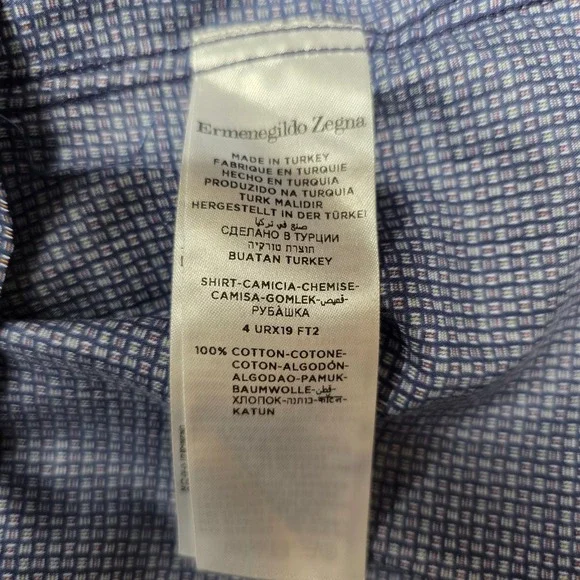 Ermenegildo Zegna
MADE IN TURKEY
FABRIQUE EN TURQUIE
HECHO EN TURQUIA
PRODUZIDO NA TURQUIA
TURK MALIDIR
HERGESTELLT IN DER TÜRKEI
صنع في تركيا
СДЕЛАНО В ТУРЦИИ
תוצרת טורקיה
BUATAN TURKEY
SHIRT-CAMICIA-CHEMISE-
CAMISA-GOMLEK-قميص-
РУБАШКА
4 URX19 FT2
100% COTTON-COTONE-
COTON-ALGODÓN-
ALGODAO-PAMUK-
BAUMWOLLE-قطن-
ХЛОПОК-כותנה-कॉटन-
KATUN